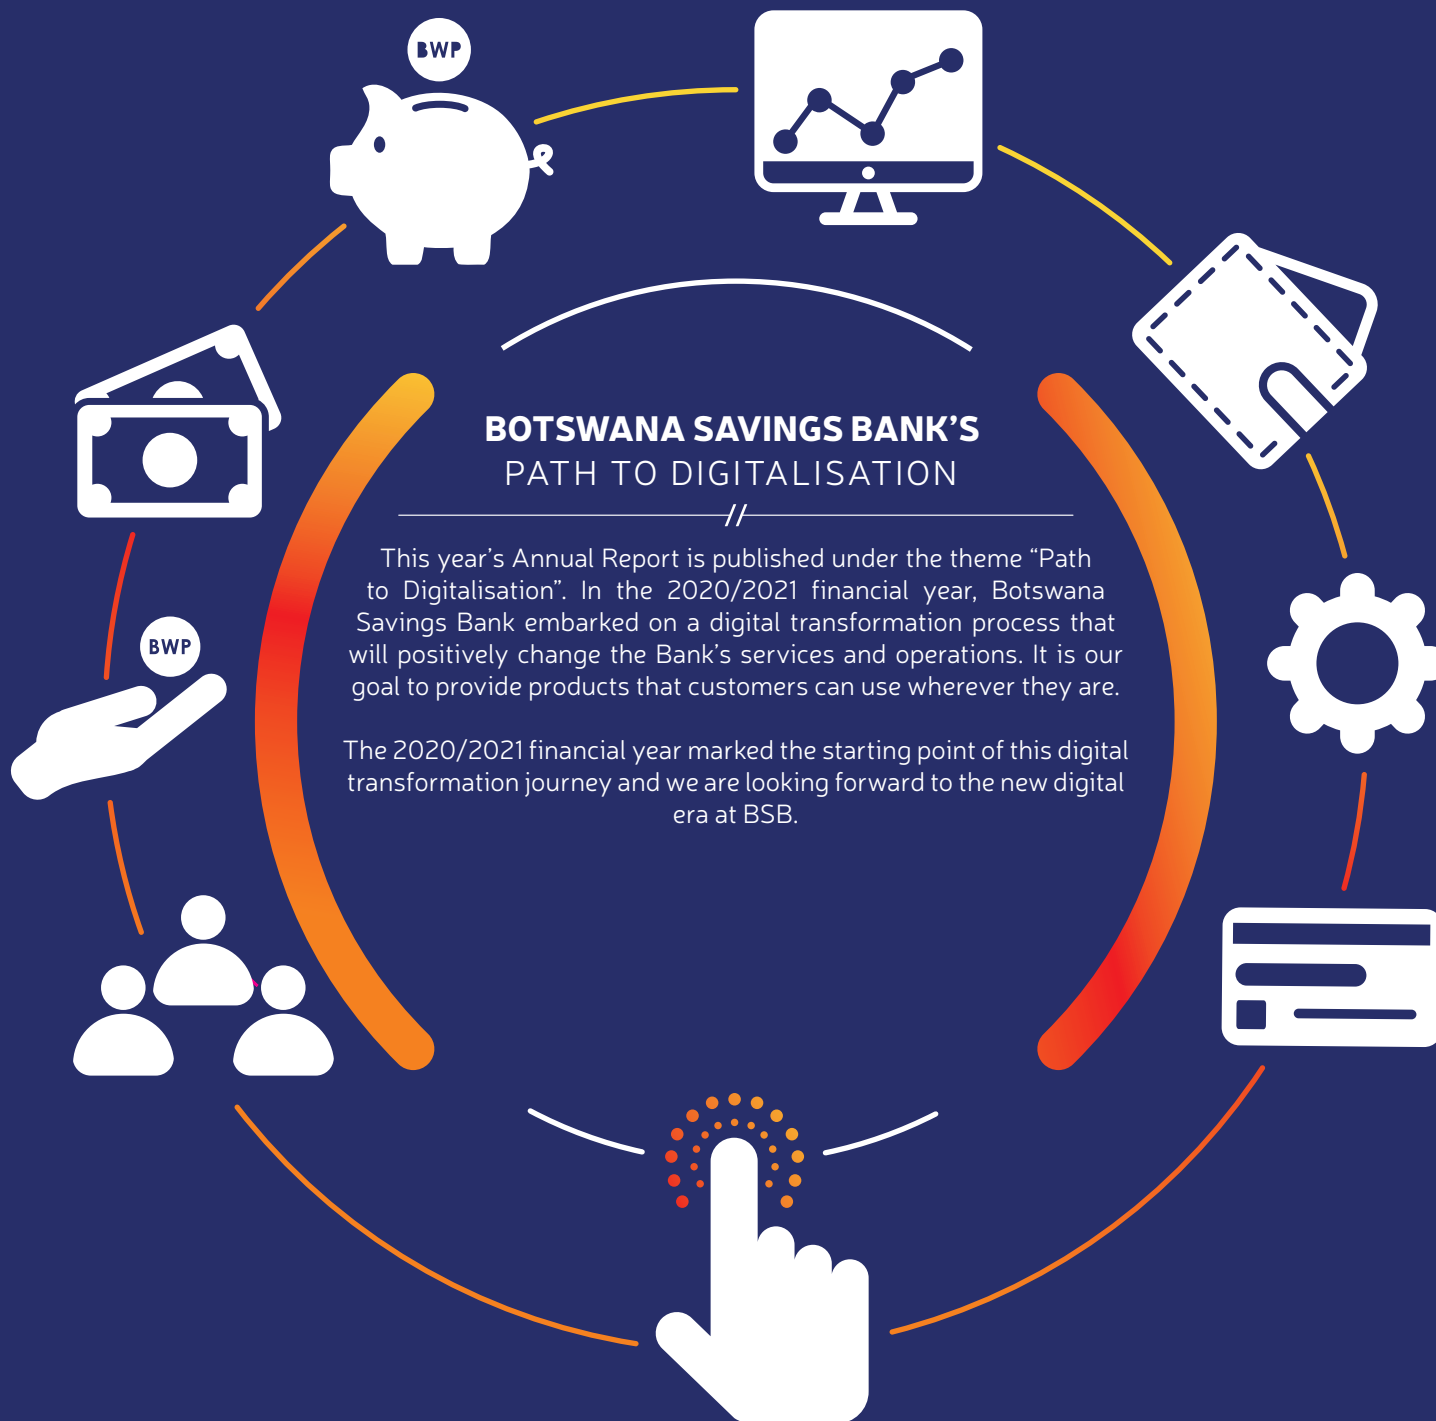 BWP
BOTSWANA SAVINGS BANK’S
PATH TO DIGITALISATION
//
This year’s Annual Report is published under the theme “Path
to Digitalisation”. In the 2020/2021 financial year, Botswana
Savings Bank embarked on a digital transformation process that
will positively change the Bank’s services and operations. It is our
goal to provide products that customers can use wherever they are.
The 2020/2021 financial year marked the starting point of this digital
transformation journey and we are looking forward to the new digital
era at BSB.
BWP